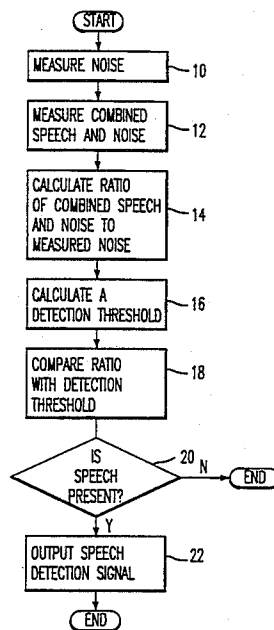 START
MEASURE NOISE
10
MEASURE COMBINED
SPEECH AND NOISE
12
CALCULATE RATIO
OF COMBINED SPEECH
AND NOISE TO
MEASURED NOISE
14
CALCULATE A
DETECTION THRESHOLD
16
COMPARE RATIO
WITH DETECTION
THRESHOLD
18
IS
SPEECH
PRESENT?
20
N
END
Y
OUTPUT SPEECH
DETECTION SIGNAL
22
END